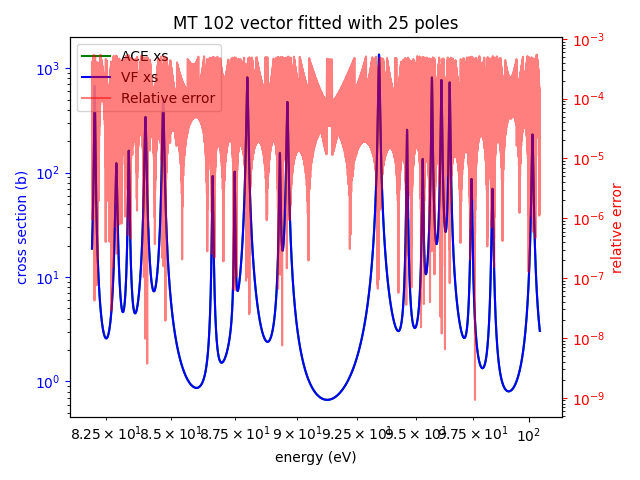 MT 102 vector fitted with 25 poles
ACE xs
VF xs
Relative error
cross section (b)
10³
10²
10¹
10⁰
10⁻³
10⁻⁴
10⁻⁵
10⁻⁶
10⁻⁷
10⁻⁸
10⁻⁹
relative error
8.25 × 10¹ 8.5 × 10¹ 8.75 × 10¹ 9 × 10¹ 9.25 × 10¹ 9.5 × 10¹ 9.75 × 10¹ 10²
energy (eV)